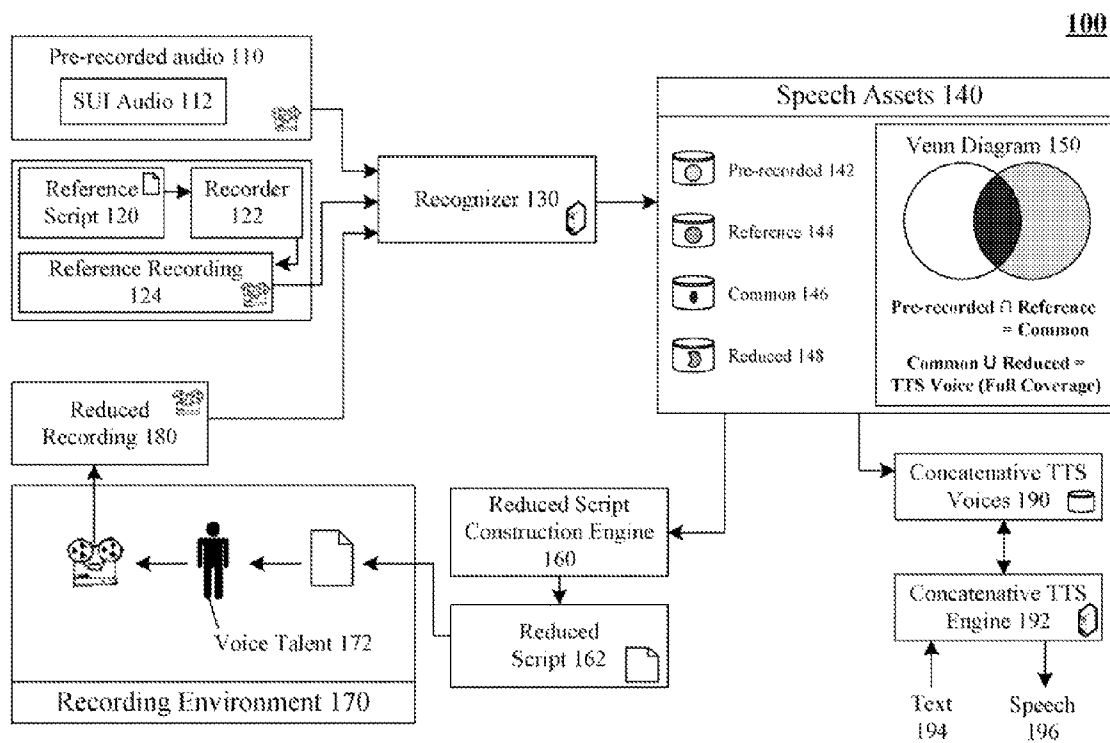 100
Pre-recorded audio 110
SUI Audio 112
Reference
Script 120
Recorder
122
Reference Recording
124
Recognizer 130
Speech Assets 140
Pre-recorded 142
Reference 144
Common 146
Reduced 148
Venn Diagram 150
Pre-recorded ∩ Reference
= Common
Common U Reduced =
TTS Voice (Full Coverage)
Reduced
Recording 180
Voice Talent 172
Recording Environment 170
Reduced Script
Construction Engine
160
Reduced
Script 162
Concatenative TTS
Voices 190
Concatenative TTS
Engine 192
Text
194
Speech
196